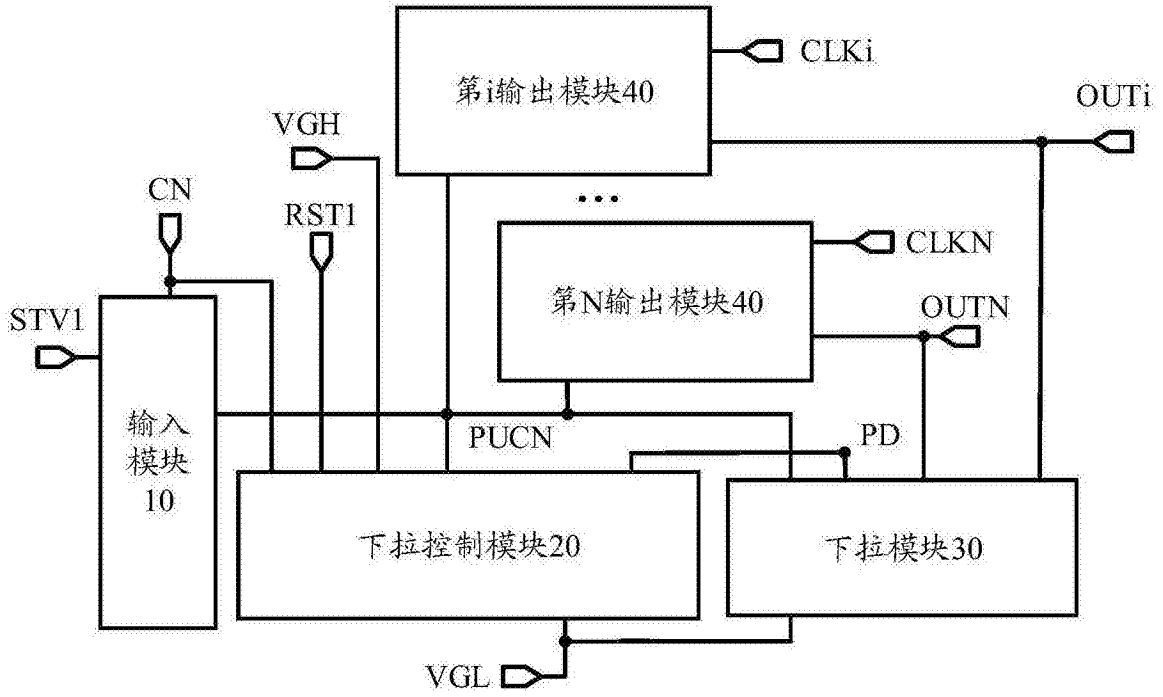 CLKi
第i输出模块40
OUTi
VGH
CN
RST1
...
CLKN
第N输出模块40
OUTN
STV1
输入
模块
10
PUCN
PD
下拉控制模块20
下拉模块30
VGL